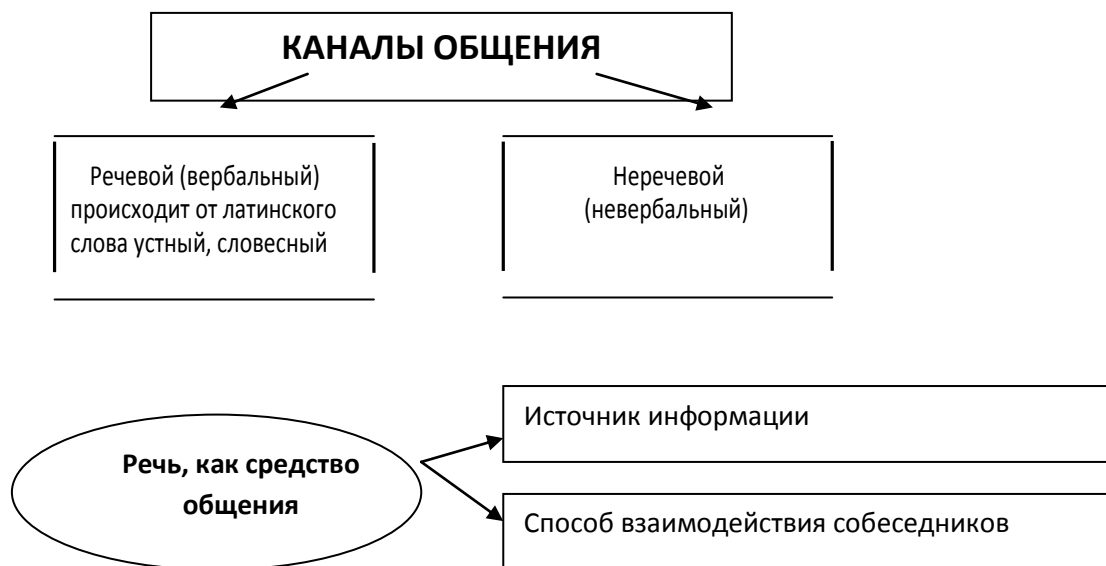 КАНАЛЫ ОБЩЕНИЯ
Речевой (вербальный)
происходит от латинского
слова устный, словесный
Неречевой
(невербальный)
Речь, как средство
общения
Источник информации
Способ взаимодействия собеседников